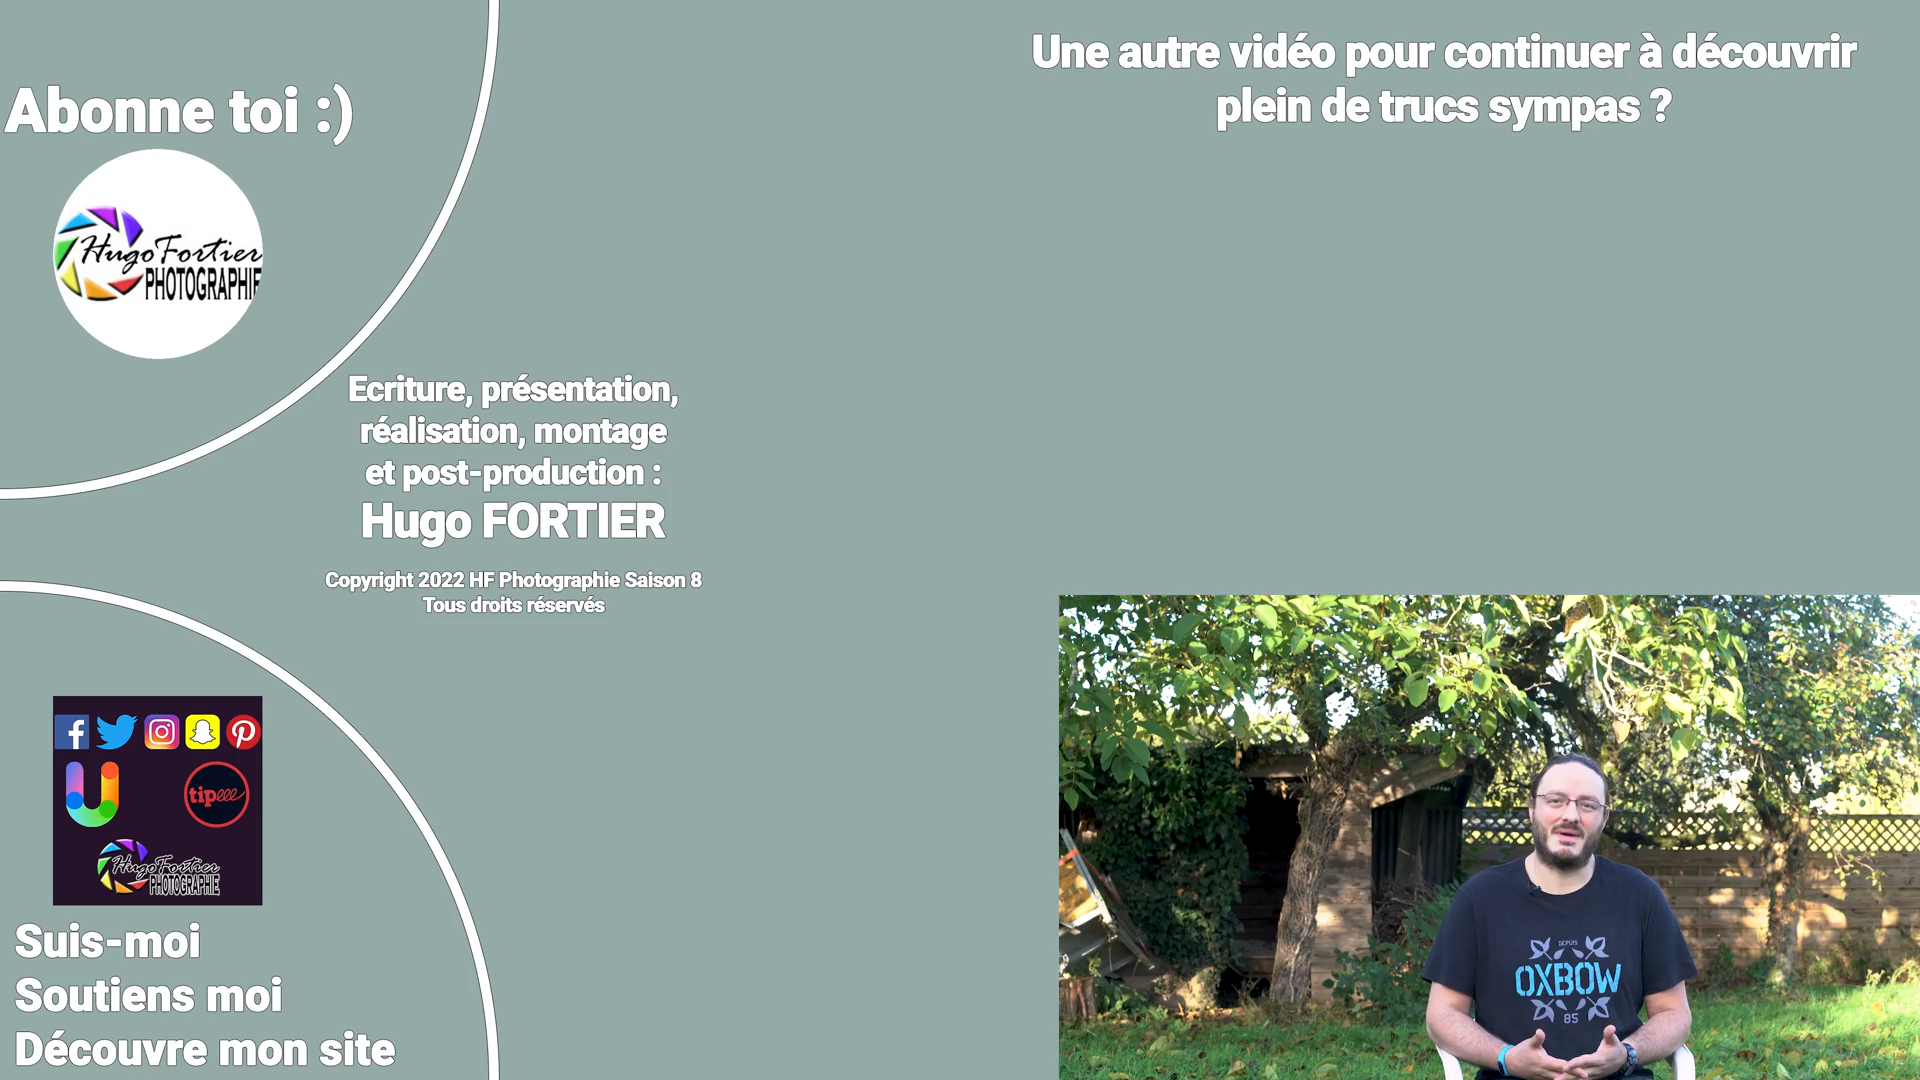 Abonne toi :)
Hugo Fortier
PHOTOGRAPHIE
Une autre vidéo pour continuer à découvrir
plein de trucs sympas ?
Ecriture, présentation,
réalisation, montage
et post-production :
Hugo FORTIER
Copyright 2022 HF Photographie Saison 8
Tous droits réservés
tipeee
Hugo Fortier
PHOTOGRAPHIE
Suis-moi
Soutiens moi
Découvre mon site
DEPUIS
OXBOW
85